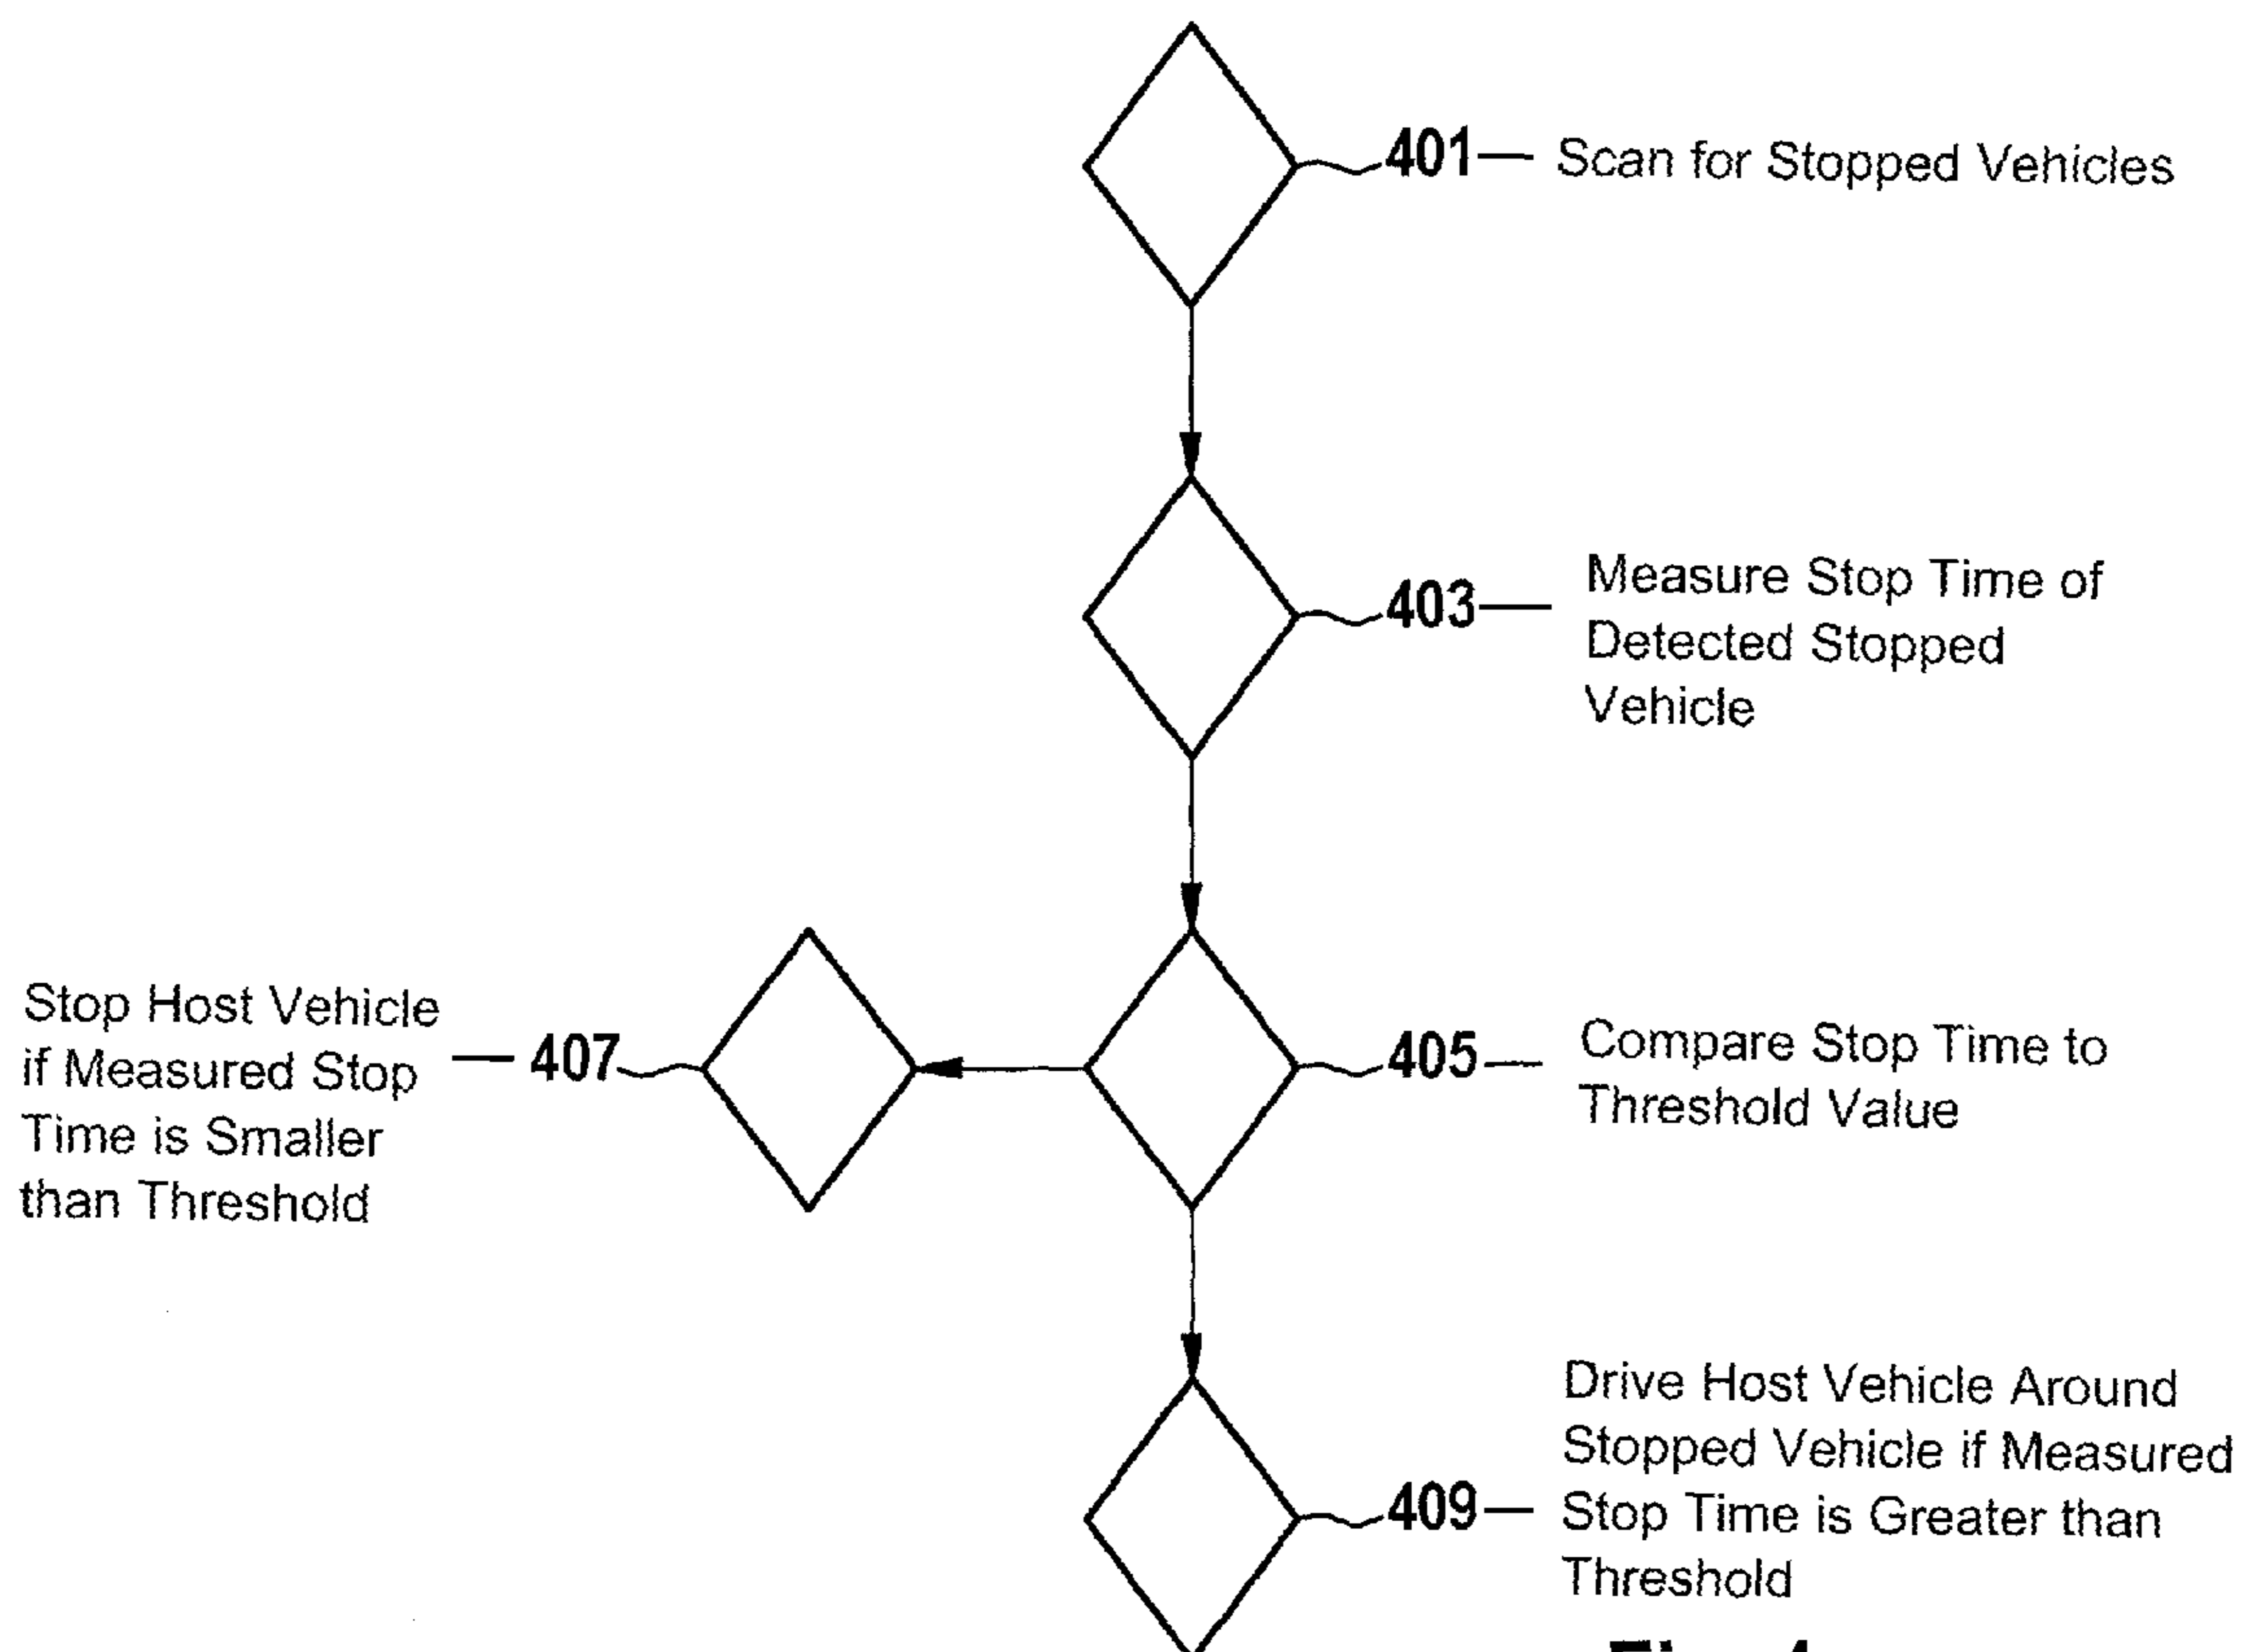 401 — Scan for Stopped Vehicles
403 — Measure Stop Time of
Detected Stopped
Vehicle
Stop Host Vehicle
if Measured Stop
Time is Smaller
than Threshold
— 407
405 — Compare Stop Time to
Threshold Value
409 — Drive Host Vehicle Around
Stopped Vehicle if Measured
Stop Time is Greater than
Threshold